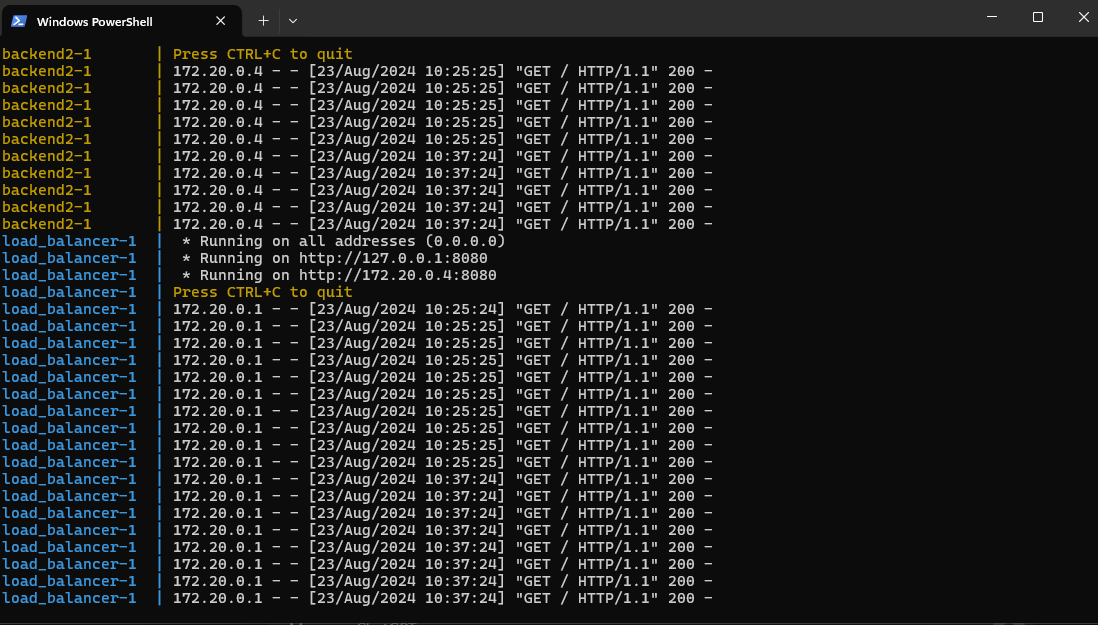 Windows PowerShell
backend2-1 | Press CTRL+C to quit
backend2-1 | 172.20.0.4 - - [23/Aug/2024 10:25:25] "GET / HTTP/1.1" 200 -
backend2-1 | 172.20.0.4 - - [23/Aug/2024 10:25:25] "GET / HTTP/1.1" 200 -
backend2-1 | 172.20.0.4 - - [23/Aug/2024 10:25:25] "GET / HTTP/1.1" 200 -
backend2-1 | 172.20.0.4 - - [23/Aug/2024 10:25:25] "GET / HTTP/1.1" 200 -
backend2-1 | 172.20.0.4 - - [23/Aug/2024 10:25:25] "GET / HTTP/1.1" 200 -
backend2-1 | 172.20.0.4 - - [23/Aug/2024 10:37:24] "GET / HTTP/1.1" 200 -
backend2-1 | 172.20.0.4 - - [23/Aug/2024 10:37:24] "GET / HTTP/1.1" 200 -
backend2-1 | 172.20.0.4 - - [23/Aug/2024 10:37:24] "GET / HTTP/1.1" 200 -
backend2-1 | 172.20.0.4 - - [23/Aug/2024 10:37:24] "GET / HTTP/1.1" 200 -
backend2-1 | 172.20.0.4 - - [23/Aug/2024 10:37:24] "GET / HTTP/1.1" 200 -
load_balancer-1 | * Running on all addresses (0.0.0.0)
load_balancer-1 | * Running on http://127.0.0.1:8080
load_balancer-1 | * Running on http://172.20.0.4:8080
load_balancer-1 | Press CTRL+C to quit
load_balancer-1 | 172.20.0.1 - - [23/Aug/2024 10:25:24] "GET / HTTP/1.1" 200 -
load_balancer-1 | 172.20.0.1 - - [23/Aug/2024 10:25:25] "GET / HTTP/1.1" 200 -
load_balancer-1 | 172.20.0.1 - - [23/Aug/2024 10:25:25] "GET / HTTP/1.1" 200 -
load_balancer-1 | 172.20.0.1 - - [23/Aug/2024 10:25:25] "GET / HTTP/1.1" 200 -
load_balancer-1 | 172.20.0.1 - - [23/Aug/2024 10:25:25] "GET / HTTP/1.1" 200 -
load_balancer-1 | 172.20.0.1 - - [23/Aug/2024 10:25:25] "GET / HTTP/1.1" 200 -
load_balancer-1 | 172.20.0.1 - - [23/Aug/2024 10:25:25] "GET / HTTP/1.1" 200 -
load_balancer-1 | 172.20.0.1 - - [23/Aug/2024 10:25:25] "GET / HTTP/1.1" 200 -
load_balancer-1 | 172.20.0.1 - - [23/Aug/2024 10:25:25] "GET / HTTP/1.1" 200 -
load_balancer-1 | 172.20.0.1 - - [23/Aug/2024 10:25:25] "GET / HTTP/1.1" 200 -
load_balancer-1 | 172.20.0.1 - - [23/Aug/2024 10:37:24] "GET / HTTP/1.1" 200 -
load_balancer-1 | 172.20.0.1 - - [23/Aug/2024 10:37:24] "GET / HTTP/1.1" 200 -
load_balancer-1 | 172.20.0.1 - - [23/Aug/2024 10:37:24] "GET / HTTP/1.1" 200 -
load_balancer-1 | 172.20.0.1 - - [23/Aug/2024 10:37:24] "GET / HTTP/1.1" 200 -
load_balancer-1 | 172.20.0.1 - - [23/Aug/2024 10:37:24] "GET / HTTP/1.1" 200 -
load_balancer-1 | 172.20.0.1 - - [23/Aug/2024 10:37:24] "GET / HTTP/1.1" 200 -
load_balancer-1 | 172.20.0.1 - - [23/Aug/2024 10:37:24] "GET / HTTP/1.1" 200 -
load_balancer-1 | 172.20.0.1 - - [23/Aug/2024 10:37:24] "GET / HTTP/1.1" 200 -